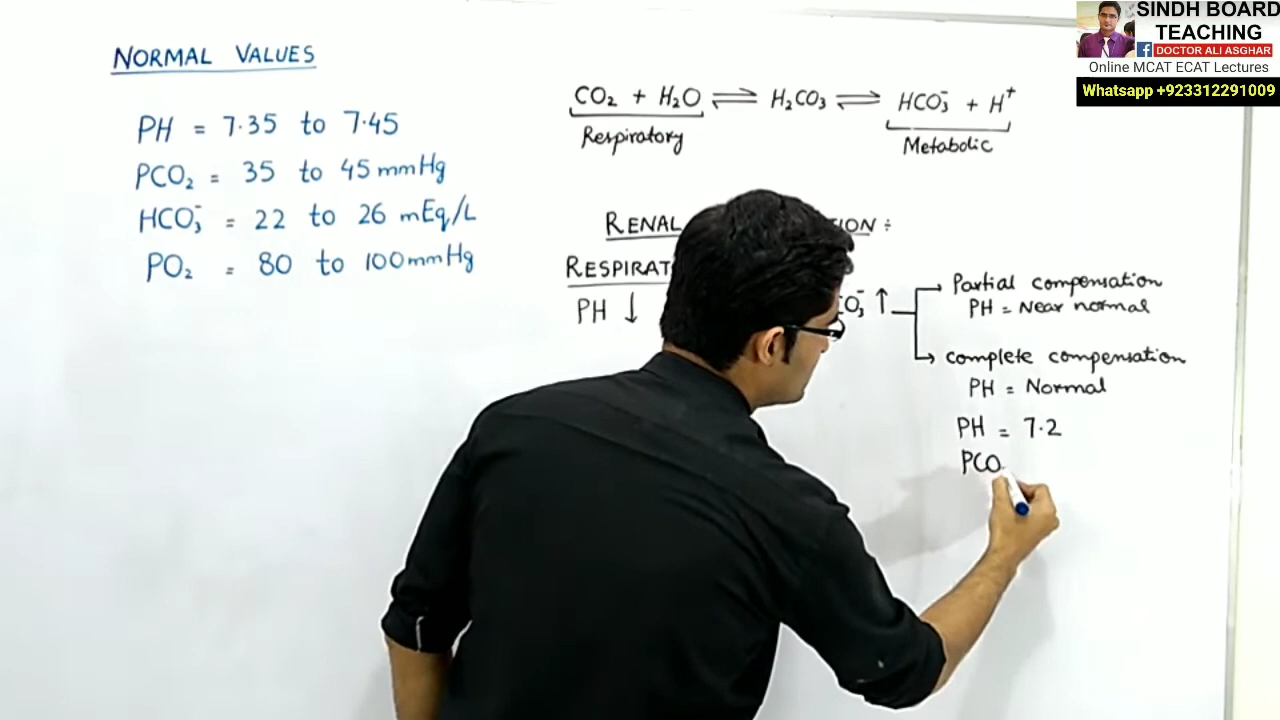 SINDH BOARD
TEACHING
DOCTOR ALI ASGHAR
Online MCAT ECAT Lectures
Whatsapp +923312291009
NORMAL VALUES
PH = 7.35 to 7.45
PCO₂ = 35 to 45 mmHg
HCO₃⁻ = 22 to 26 mEq/L
PO₂ = 80 to 100 mmHg
CO₂ + H₂O ⇌ H₂CO₃ ⇌ HCO₃⁻ + H⁺
Respiratory Metabolic
RENAL
PH ↓
↑
Partial compensation
PH = Near normal
complete compensation
PH = Normal
PH = 7.2
PCO